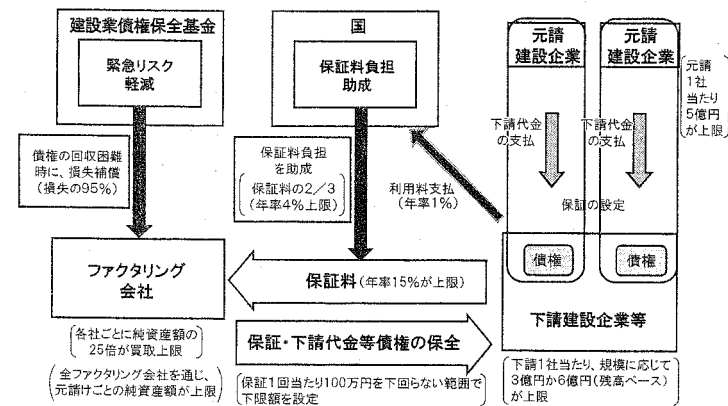 建設業債権保全基金
緊急リスク
軽減
国
保証料負担
助成
元請
建設企業
元請
建設企業
元請
1社
当たり
5億円
が上限
下請代金
の支払
下請代金
の支払
債権の回収困難
時に、損失補償
(損失の95%)
保証料負担
を助成
保証料の2/3
(年率4%上限)
利用料支払
(年率1%)
保証の設定
債権
債権
ファクタリング
会社
保証料(年率15%が上限)
下請建設企業等
各社ごとに純資産額の
25倍が買取上限
保証・下請代金等債権の保全
全ファクタリング会社を通じ、
元請けごとの純資産額が上限
保証1回当たり100万円を下回らない範囲で
下限額を設定
下請1社当たり、規模に応じて
3億円か6億円(残高ベース)
が上限